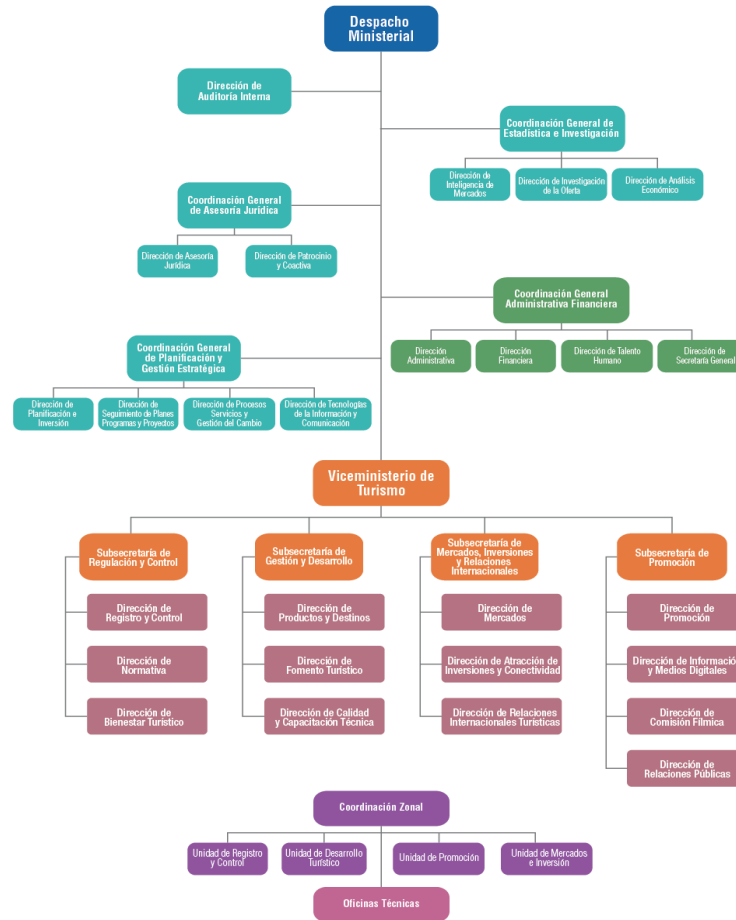 Despacho
Ministerial
Dirección de
Auditoría Interna
Coordinación General de
Estadística e Investigación
Dirección de
Inteligencia de
Mercados
Dirección de Investigación
de la Oferta
Dirección de Análisis
Económico
Coordinación General
de Asesoría Jurídica
Dirección de Asesoría
Jurídica
Dirección de Patrocinio
y Coactiva
Coordinación General
Administrativa Financiera
Dirección
Administrativa
Dirección
Financiera
Dirección de Talento
Humano
Dirección de
Secretaría General
Coordinación General
de Planificación y
Gestión Estratégica
Dirección de
Planificación e
Inversión
Dirección de
Seguimiento de Planes
Programas y Proyectos
Dirección de Procesos
Servicios y
Gestión del Cambio
Dirección de Tecnologías
de la Información y
Comunicación
Viceministerio de
Turismo
Subsecretaría de
Regulación y Control
Subsecretaría de
Gestión y Desarrollo
Subsecretaría de
Mercados, Inversiones
y Relaciones
Internacionales
Subsecretaría de
Promoción
Dirección de
Registro y Control
Dirección de
Productos y Destinos
Dirección de
Mercados
Dirección de
Promoción
Dirección de
Normativa
Dirección de
Fomento Turístico
Dirección de Atracción de
Inversiones y Conectividad
Dirección de Información
y Medios Digitales
Dirección de
Bienestar Turístico
Dirección de Calidad
y Capacitación Técnica
Dirección de Relaciones
Internacionales Turísticas
Dirección de
Comisión Fílmica
Dirección de
Relaciones Públicas
Coordinación Zonal
Unidad de Registro
y Control
Unidad de Desarrollo
Turístico
Unidad de Promoción
Unidad de Mercados
e Inversión
Oficinas Técnicas